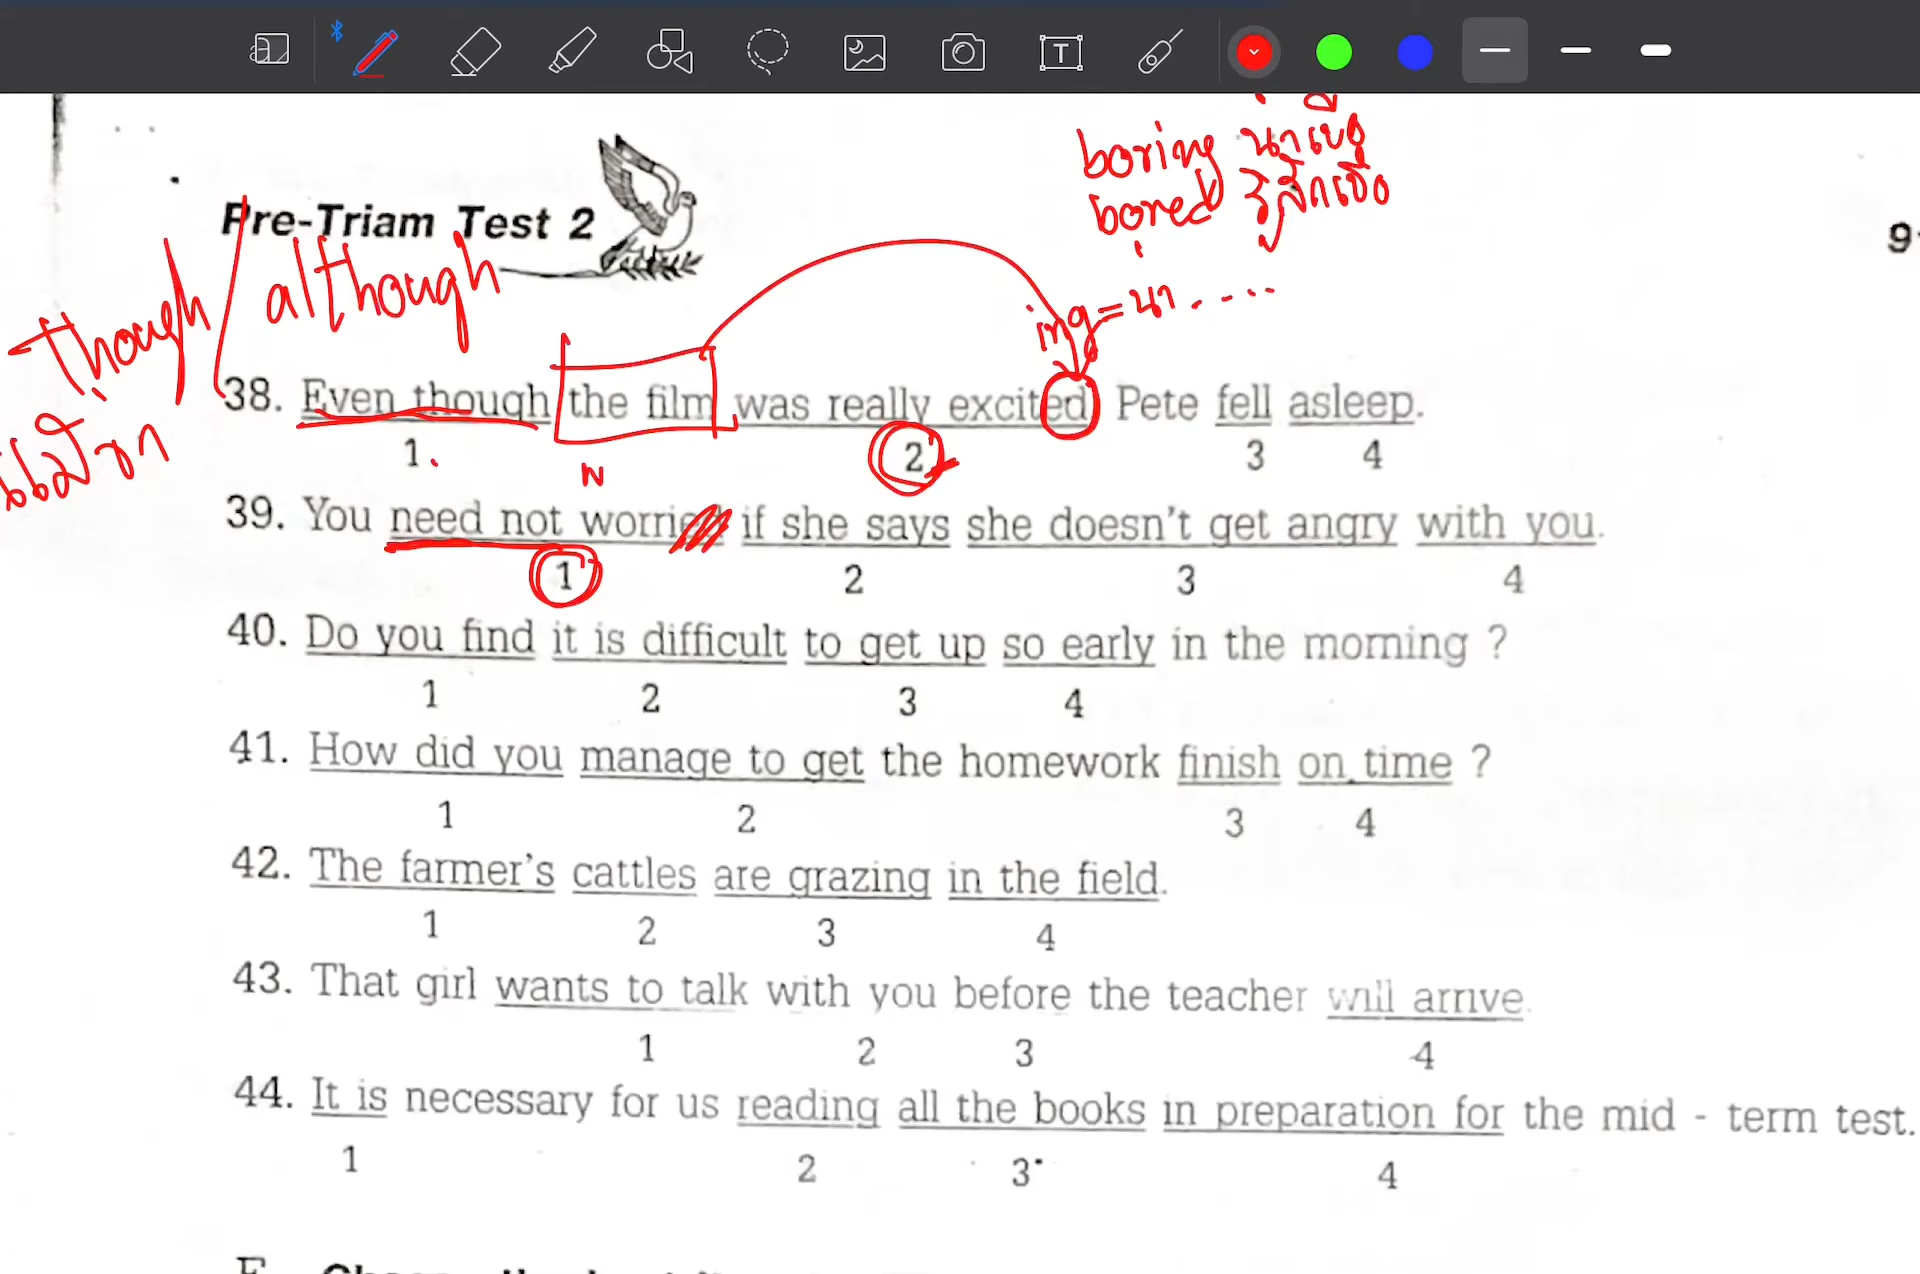 boring น่าเบื่อ
bored รู้สึกเบื่อ
Pre-Triam Test 2
9
though / although
ing = น่า ....
38. Even though the film was really excited Pete fell asleep.
1. 2 3 4
N
แม้ว่า
39. You need not worried if she says she doesn't get angry with you.
1 2 3 4
40. Do you find it is difficult to get up so early in the morning ?
1 2 3 4
41. How did you manage to get the homework finish on time ?
1 2 3 4
42. The farmer's cattles are grazing in the field.
1 2 3 4
43. That girl wants to talk with you before the teacher will arrive.
1 2 3 4
44. It is necessary for us reading all the books in preparation for the mid - term test.
1 2 3 4